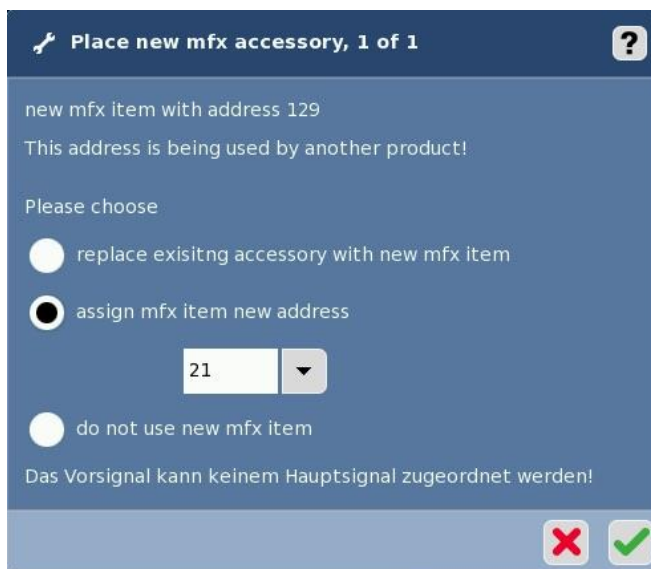 Place new mfx accessory, 1 of 1
?
new mfx item with address 129
This address is being used by another product!
Please choose
replace exisitng accessory with new mfx item
assign mfx item new address
21
do not use new mfx item
Das Vorsignal kann keinem Hauptsignal zugeordnet werden!